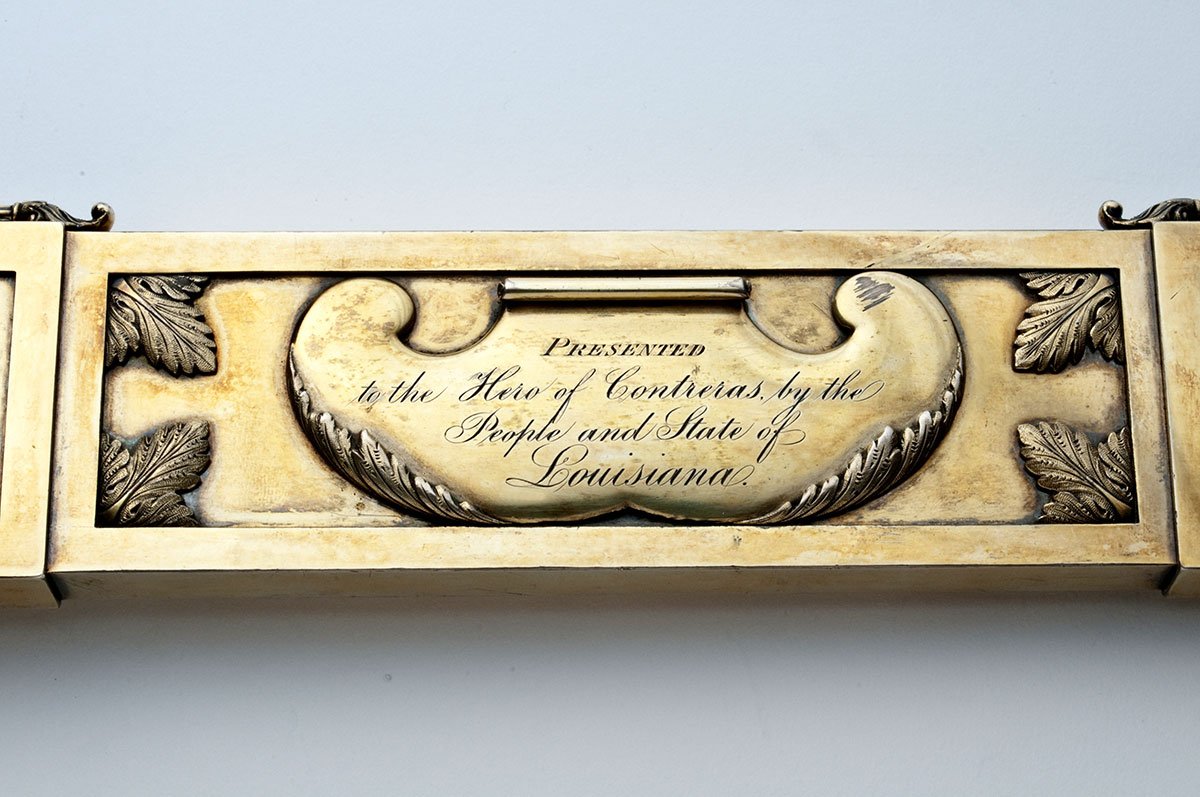 PRESENTED
to the Hero of Contreras, by the
People and State of
Louisiana.